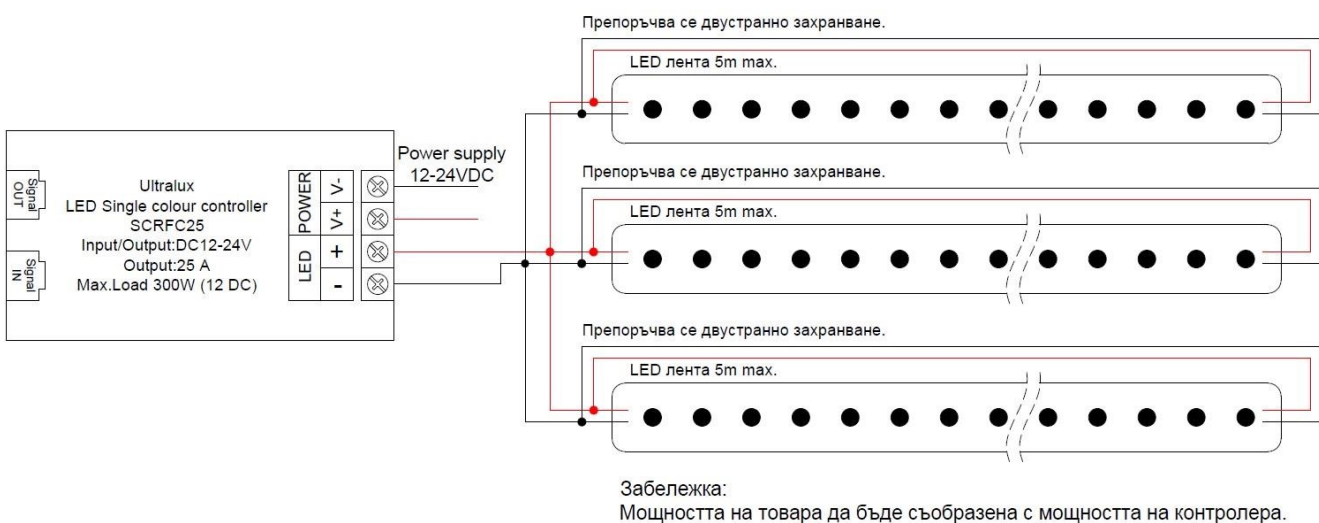 Препоръчва се двустранно захранване.
LED лента 5m max.
Signal
OUT
Signal
IN
Ultralux
LED Single colour controller
SCRFC25
Input/Output:DC12-24V
Output:25 A
Max.Load 300W (12 DC)
POWER
LED
V-
V+
+
-
Power supply
12-24VDC
Препоръчва се двустранно захранване.
LED лента 5m max.
Препоръчва се двустранно захранване.
LED лента 5m max.
Забележка:
Мощността на товара да бъде съобразена с мощността на контролера.